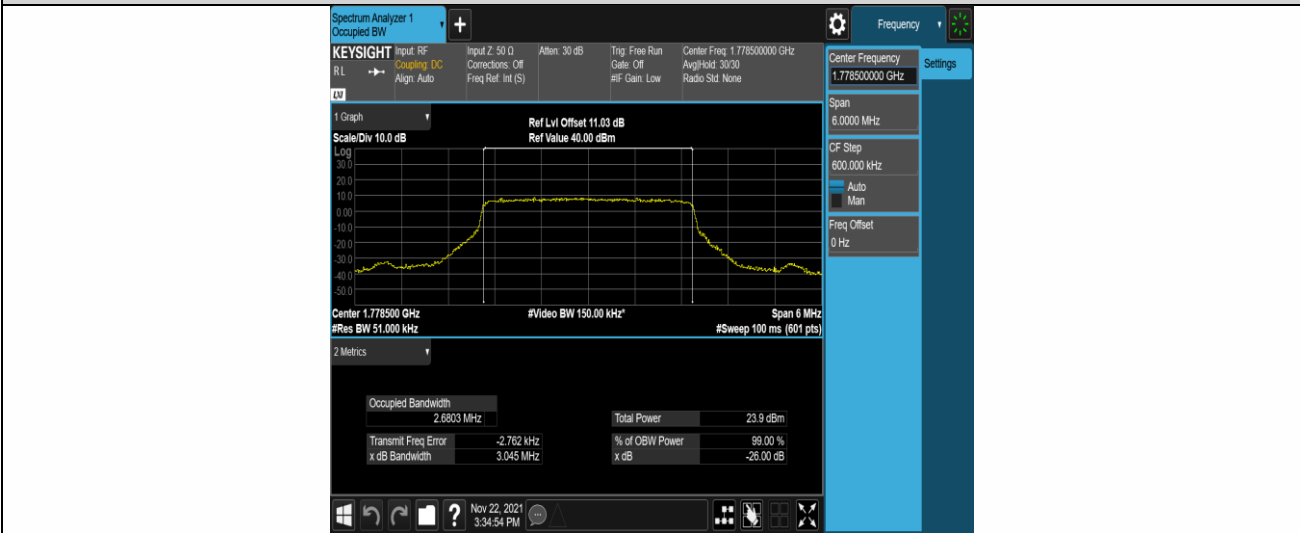 Spectrum Analyzer 1
Occupied BW
+
Frequency
KEYSIGHT
RL
Input: RF
Coupling: DC
Align: Auto
Input Z: 50 Ω
Corrections: Off
Freq Ref: Int (S)
Atten: 30 dB
Trig: Free Run
Gate: Off
#IF Gain: Low
Center Freq: 1.778500000 GHz
Avg|Hold: 30/30
Radio Std: None
Center Frequency
1.778500000 GHz
Settings
Span
6.0000 MHz
CF Step
600.000 kHz
Auto
Man
Freq Offset
0 Hz
1 Graph
Ref Lvl Offset 11.03 dB
Scale/Div 10.0 dB
Ref Value 40.00 dBm
Log
30.0
20.0
10.0
0.00
-10.0
-20.0
-30.0
-40.0
-50.0
Center 1.778500 GHz
#Video BW 150.00 kHz*
Span 6 MHz
#Res BW 51.000 kHz
#Sweep 100 ms (601 pts)
2 Metrics
Occupied Bandwidth
2.6803 MHz
Total Power 23.9 dBm
Transmit Freq Error -2.762 kHz
% of OBW Power 99.00 %
x dB Bandwidth 3.045 MHz
x dB -26.00 dB
?
Nov 22, 2021
3:34:54 PM